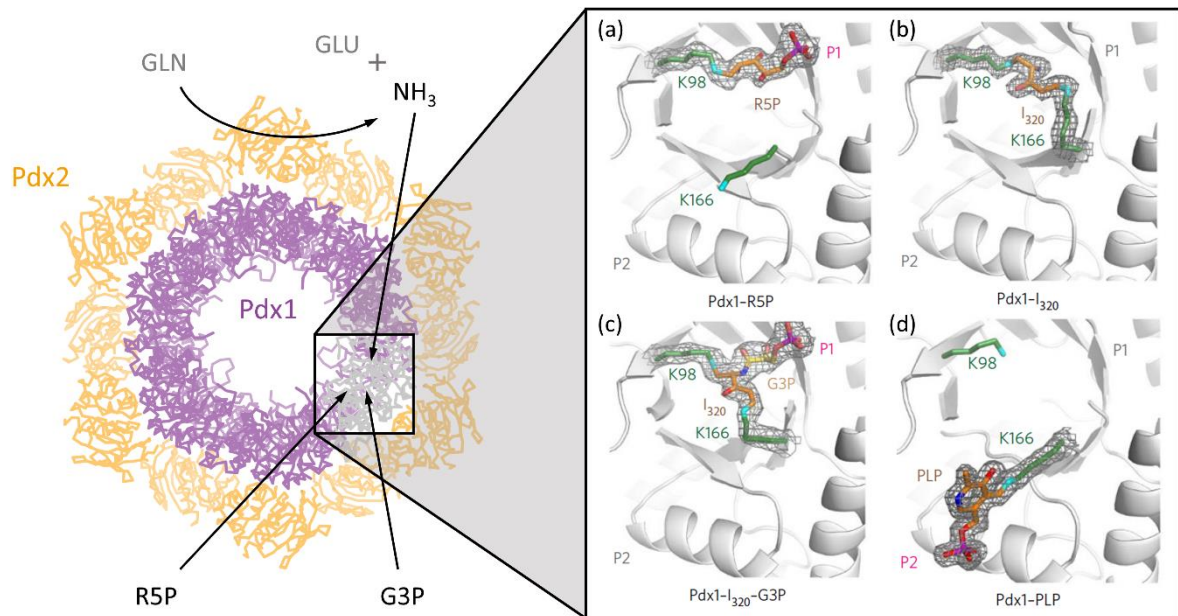 GLN
GLU
+
NH3
Pdx2
Pdx1
R5P
G3P
(a)
P1
K98
R5P
K166
P2
Pdx1–R5P
(b)
P1
K98
I320
K166
P2
Pdx1–I320
(c)
P1
K98
G3P
I320
K166
P2
Pdx1–I320–G3P
(d)
P1
K98
K166
PLP
P2
Pdx1–PLP